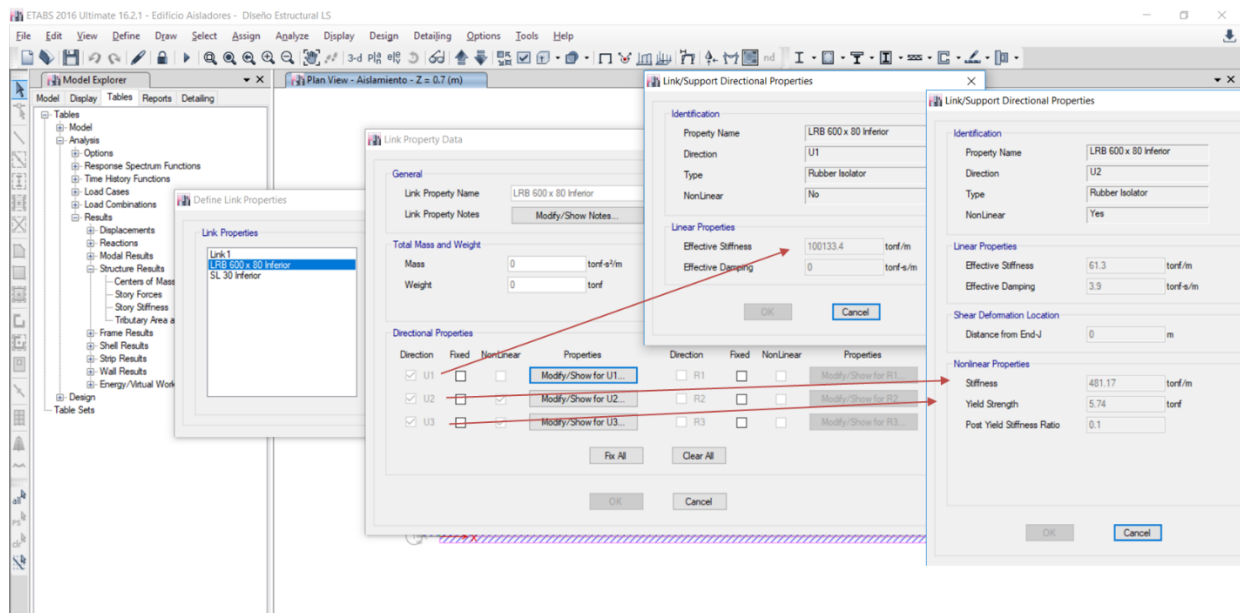 ETABS 2016 Ultimate 16.2.1 - Edificio Aisladores - DIseño Estructural LS
File Edit View Define Draw Select Assign Analyze Display Design Detailing Options Tools Help
3-d nd
Model Explorer
Model Display Tables Reports Detailing
Tables
Model
Analysis
Options
Response Spectrum Functions
Time History Functions
Load Cases
Load Combinations
Results
Displacements
Reactions
Modal Results
Structure Results
Centers of Mass
Story Forces
Story Stiffness
Tributary Area a
Frame Results
Shell Results
Strip Results
Wall Results
Energy/Virtual Work
Design
Table Sets
all
ps
clr
Plan View - Aislamiento - Z = 0.7 (m)
Define Link Properties
Link Properties
Link1
LRB 600 x 80 Inferior
SL 30 Inferior
Link Property Data
General
Link Property Name LRB 600 x 80 Inferior
Link Property Notes Modify/Show Notes...
Total Mass and Weight
Mass 0 tonf-s²/m
Weight 0 tonf
Directional Properties
Direction Fixed NonLinear Properties Direction Fixed NonLinear Properties
U1 Modify/Show for U1... R1 Modify/Show for R1...
U2 Modify/Show for U2... R2 Modify/Show for R2...
U3 Modify/Show for U3... R3 Modify/Show for R3...
Fix All Clear All
OK Cancel
X
Link/Support Directional Properties
Identification
Property Name LRB 600 x 80 Inferior
Direction U1
Type Rubber Isolator
NonLinear No
Linear Properties
Effective Stiffness 100133.4 tonf/m
Effective Damping 0 tonf-s/m
OK Cancel
Link/Support Directional Properties
Identification
Property Name LRB 600 x 80 Inferior
Direction U2
Type Rubber Isolator
NonLinear Yes
Linear Properties
Effective Stiffness 61.3 tonf/m
Effective Damping 3.9 tonf-s/m
Shear Deformation Location
Distance from End-J 0 m
Nonlinear Properties
Stiffness 481.17 tonf/m
Yield Strength 5.74 tonf
Post Yield Stiffness Ratio 0.1
OK Cancel